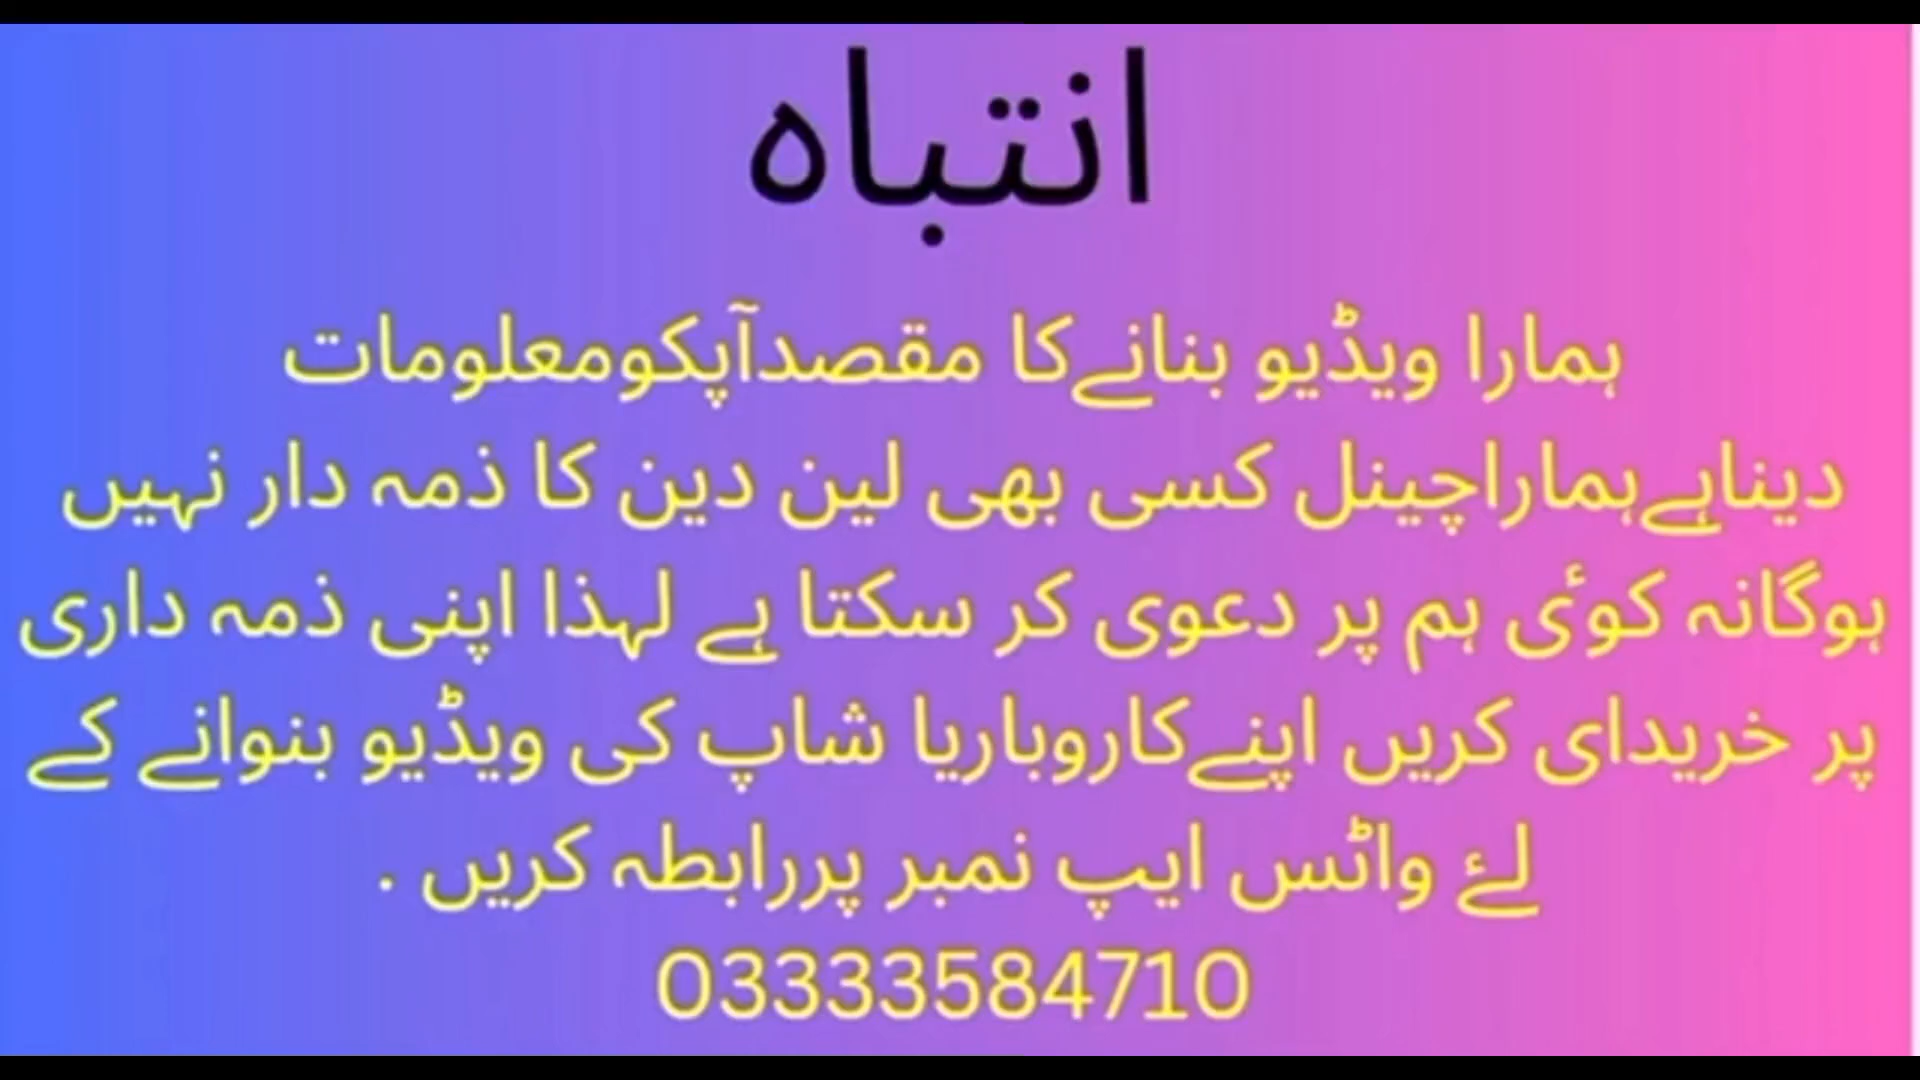 انتباہ
ہمارا ویڈیو بنانےکا مقصدآپکومعلومات
دیناہےہماراچینل کسی بھی لین دین کا ذمہ دار نہیں
ہوگانہ کوئی ہم پر دعوی کر سکتا ہے لہذا اپنی ذمہ داری
پر خریدای کریں اپنےکاروباریا شاپ کی ویڈیو بنوانے کے
لۓ واٹس ایپ نمبر پررابطہ کریں .
03333584710